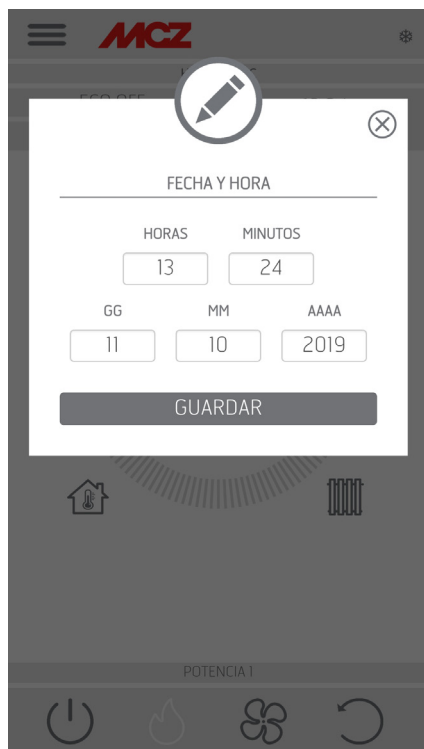 MCZ
FECHA Y HORA
HORAS MINUTOS
13 24
GG MM AAAA
11 10 2019
GUARDAR
POTENCIA 1